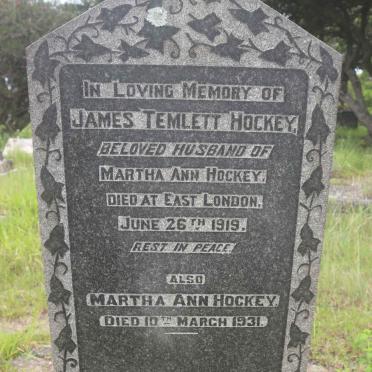 IN LOVING MEMORY OF
JAMES TEMLETT HOCKEY,
BELOVED HUSBAND OF
MARTHA ANN HOCKEY.
DIED AT EAST LONDON,
JUNE 26TH 1919.
REST IN PEACE
ALSO
MARTHA ANN HOCKEY
DIED 10TH MARCH 1931.